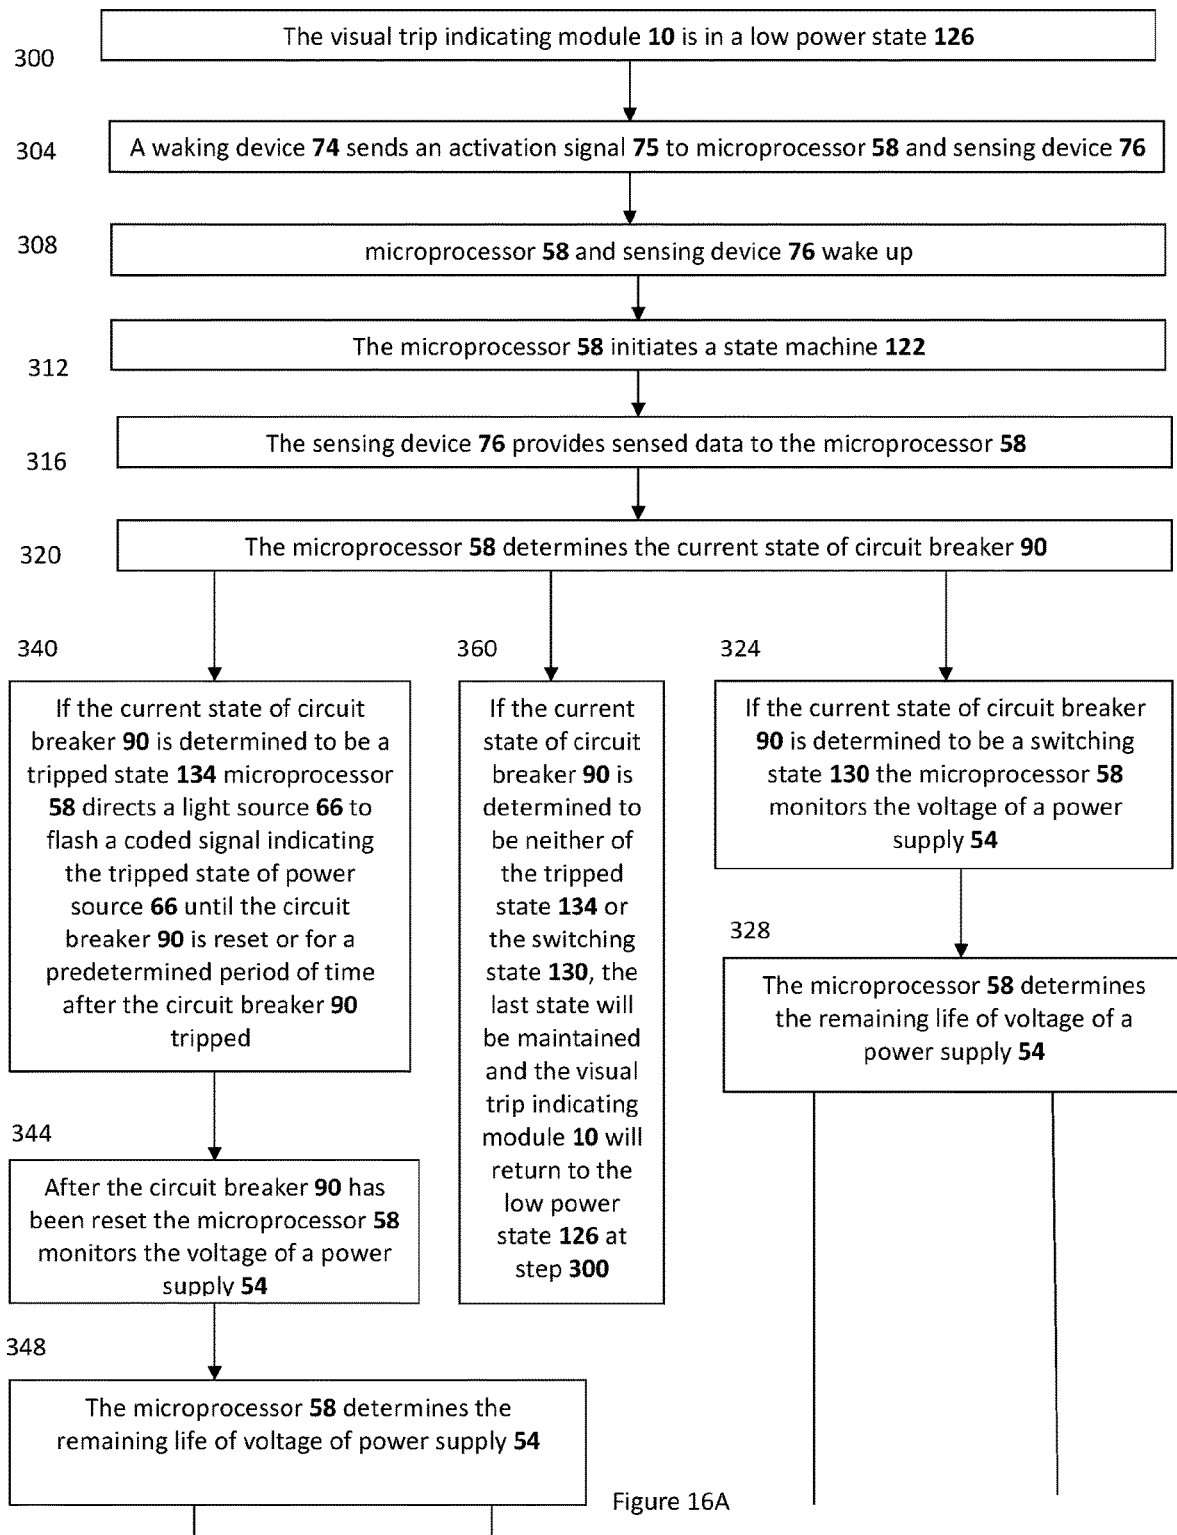 The visual trip indicating module 10 is in a low power state 126
300
304
A waking device 74 sends an activation signal 75 to microprocessor 58 and sensing device 76
308
microprocessor 58 and sensing device 76 wake up
The microprocessor 58 initiates a state machine 122
312
The sensing device 76 provides sensed data to the microprocessor 58
316
The microprocessor 58 determines the current state of circuit breaker 90
320
340
If the current state of circuit
breaker 90 is determined to be a
tripped state 134 microprocessor
58 directs a light source 66 to
flash a coded signal indicating
the tripped state of power
source 66 until the circuit
breaker 90 is reset or for a
predetermined period of time
after the circuit breaker 90
tripped
344
After the circuit breaker 90 has
been reset the microprocessor 58
monitors the voltage of a power
supply 54
348
The microprocessor 58 determines the
remaining life of voltage of power supply 54
360
If the current
state of circuit
breaker 90 is
determined to
be neither of
the tripped
state 134 or
the switching
state 130, the
last state will
be maintained
and the visual
trip indicating
module 10 will
return to the
low power
state 126 at
step 300
324
If the current state of circuit breaker
90 is determined to be a switching
state 130 the microprocessor 58
monitors the voltage of a power
supply 54
328
The microprocessor 58 determines
the remaining life of voltage of a
power supply 54
Figure 16A